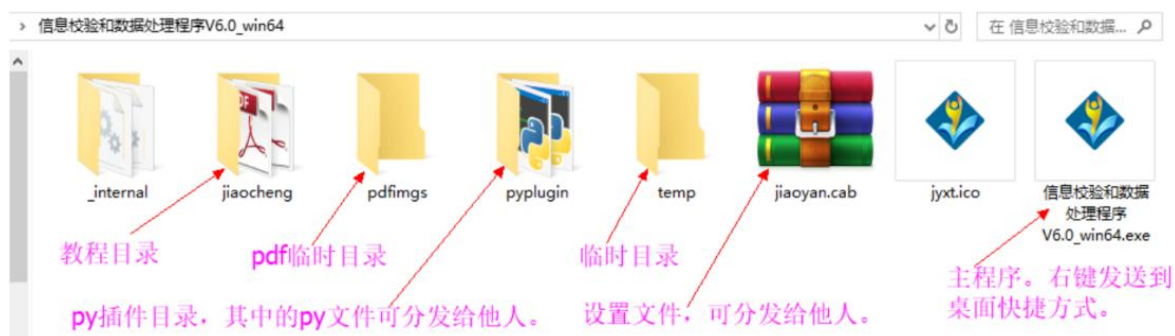 信息校验和数据处理程序V6.0_win64
在 信息校验和数据...
_internal
jiaocheng
pdfimgs
pyplugin
temp
jiaoyan.cab
jyxt.ico
信息校验和数据
处理程序
V6.0_win64.exe
教程目录
pdf临时目录
临时目录
主程序。右键发送到
桌面快捷方式。
py插件目录，其中的py文件可分发给他人。
设置文件，可分发给他人。